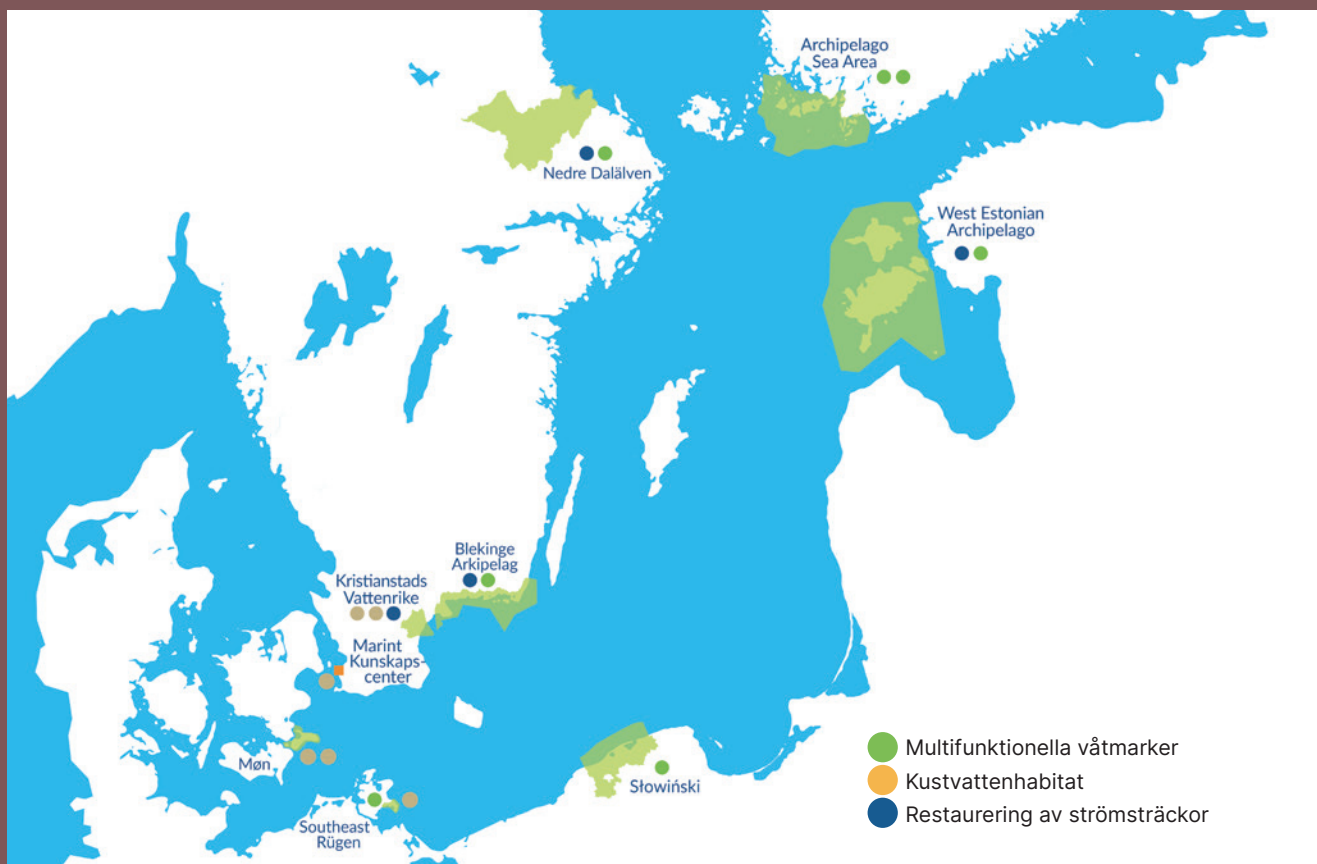 Archipelago
Sea Area
Nedre Dalälven
West Estonian
Archipelago
Blekinge
Arkipelag
Kristianstads
Vattenrike
Marint
Kunskaps-
center
Møn
Słowiński
Southeast
Rügen
Multifunktionella våtmarker
Kustvattenhabitat
Restaurering av strömsträckor